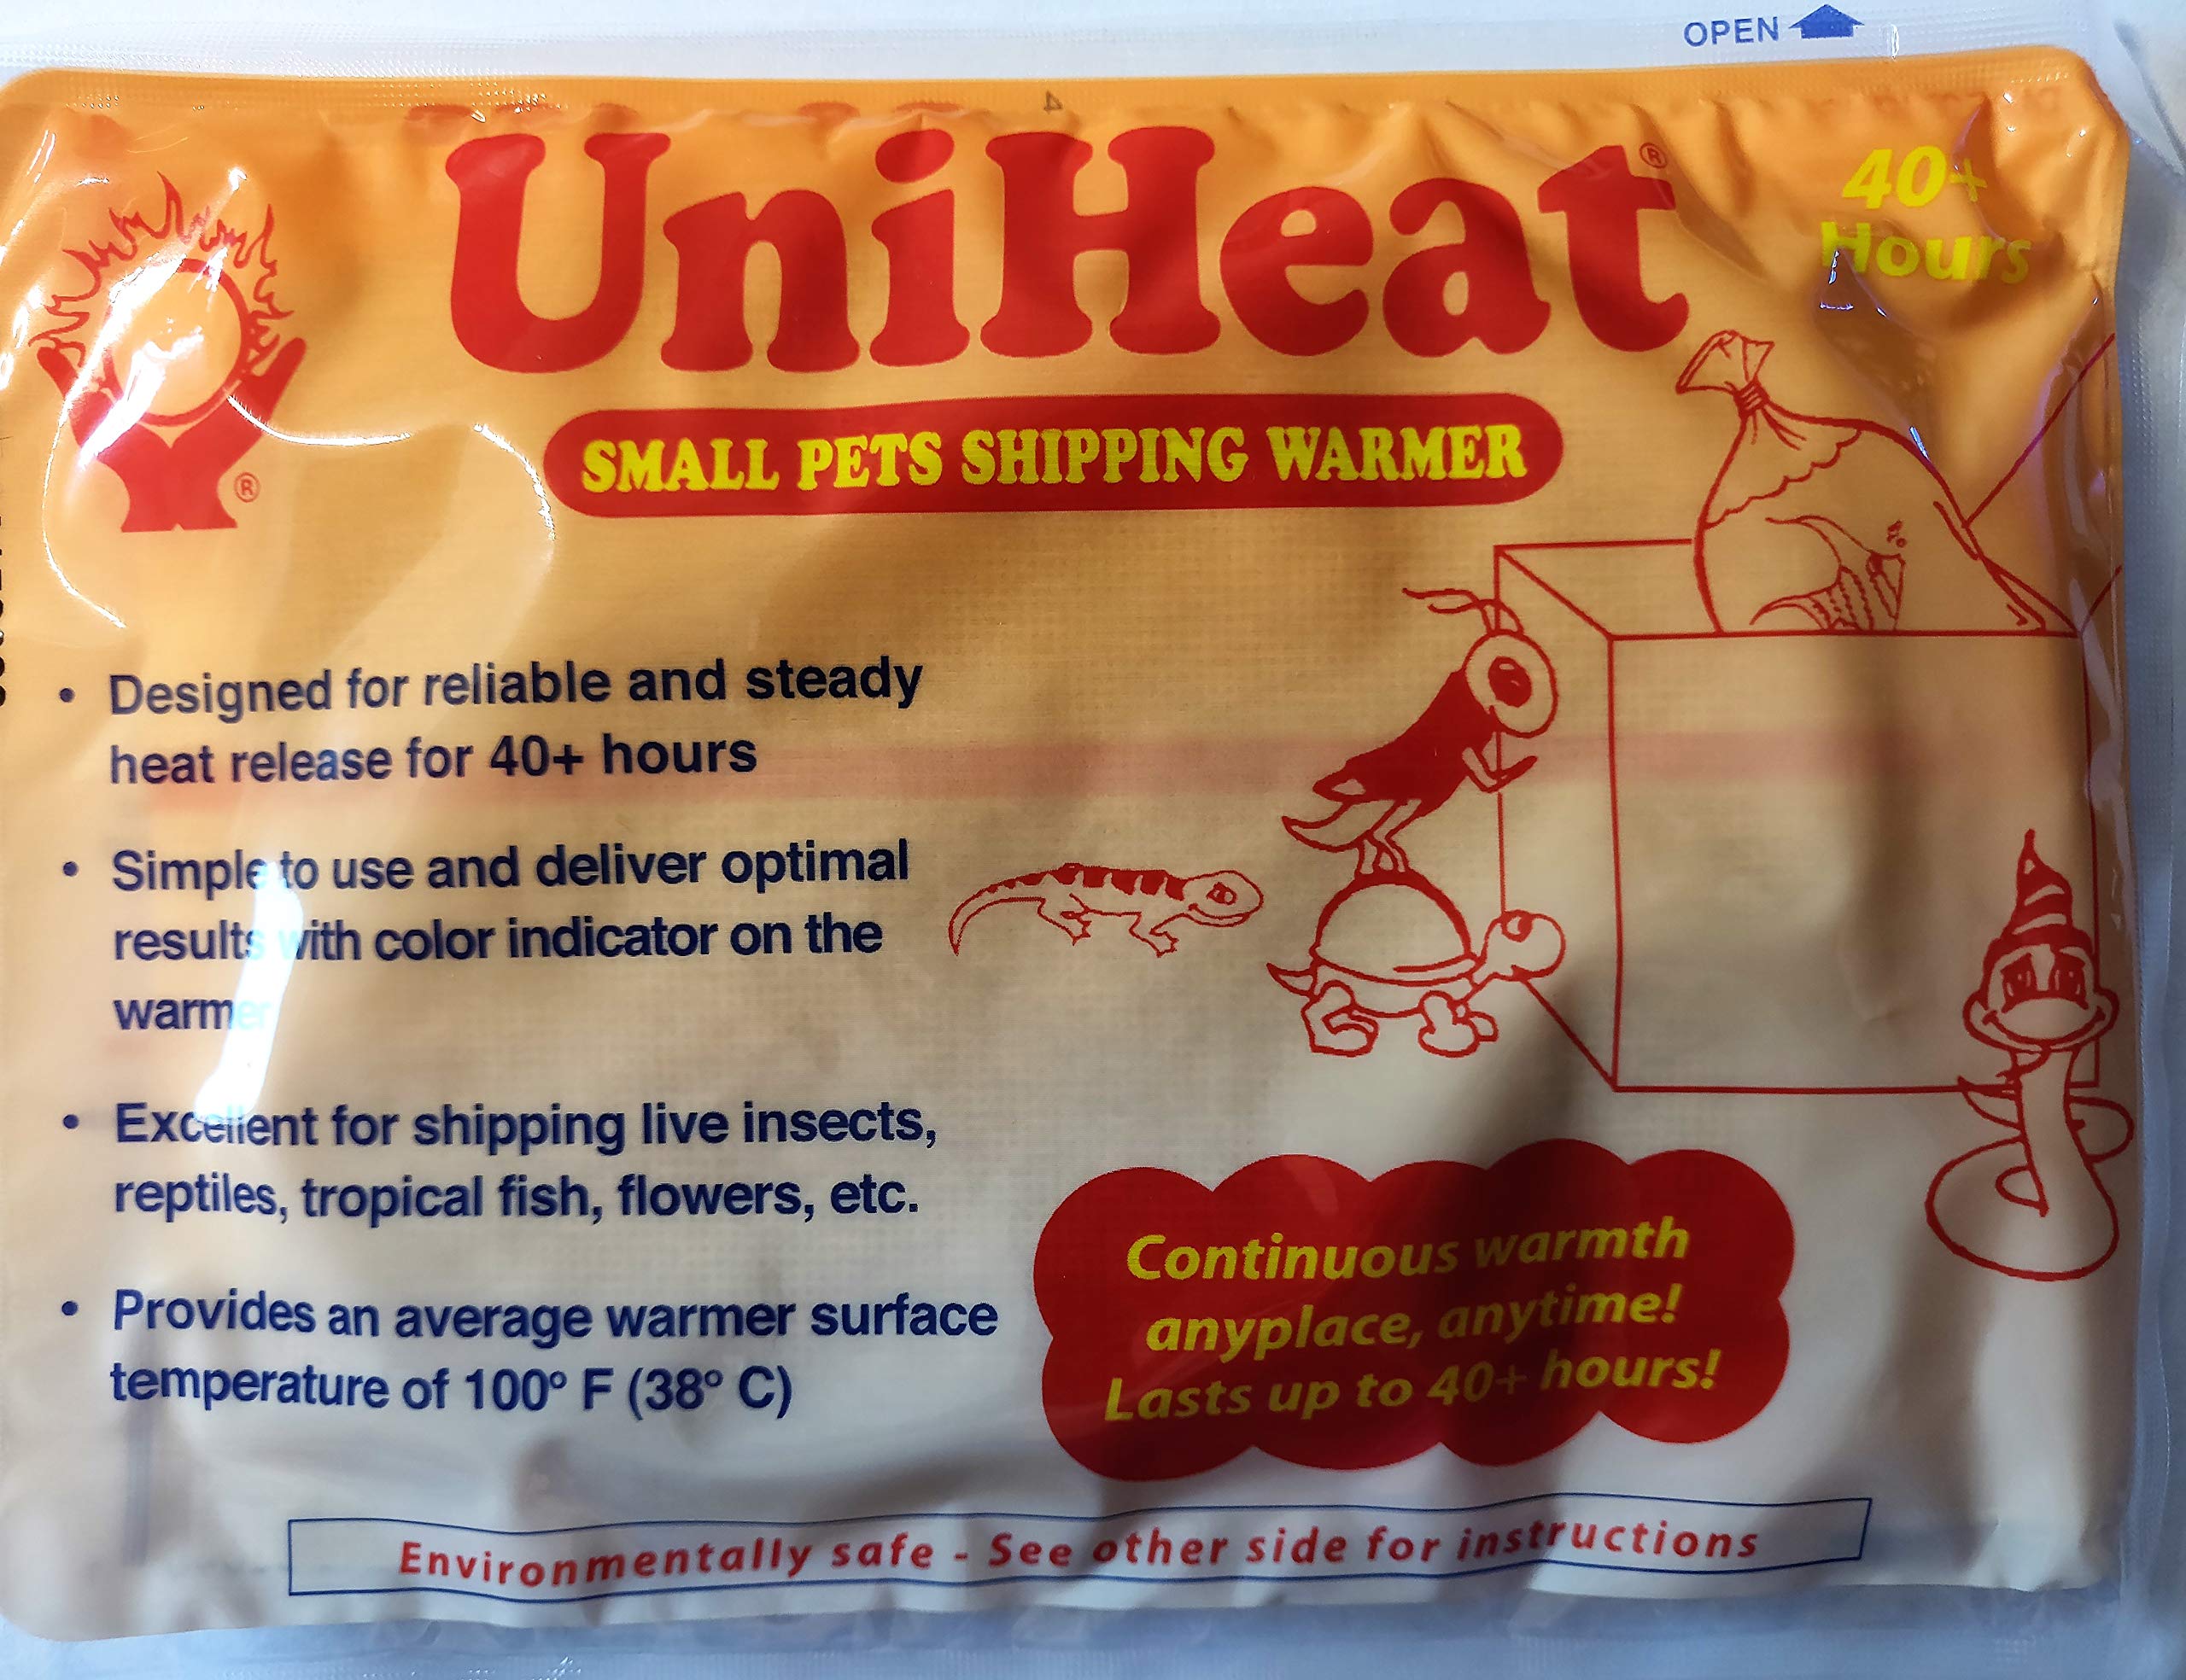 OPEN
UniHeat®
40+
Hours
SMALL PETS SHIPPING WARMER
®
• Designed for reliable and steady
heat release for 40+ hours
• Simple to use and deliver optimal
results with color indicator on the
warmer
• Excellent for shipping live insects,
reptiles, tropical fish, flowers, etc.
• Provides an average warmer surface
temperature of 100° F (38° C)
Continuous warmth
anyplace, anytime!
Lasts up to 40+ hours!
Environmentally safe - See other side for instructions